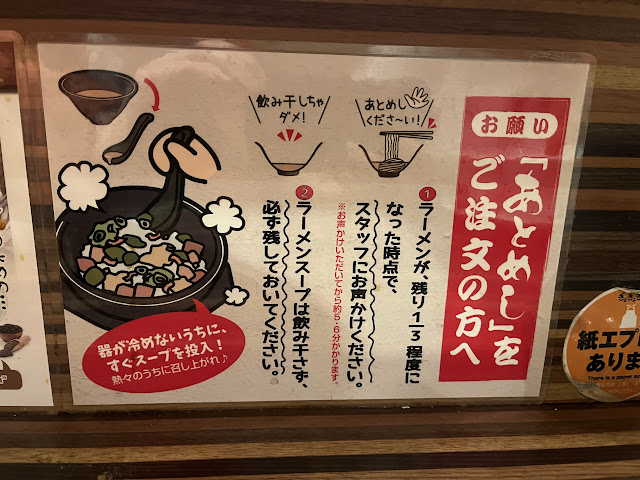 お願い
「あとめし」を
ご注文の方へ
あとめし
くださ〜い!
① ラーメンが、残り1/3 程度に
なった時点で、
スタッフにお声かけください。
※お声かけいただいてから約5・6分かかります。
飲み干しちゃ
ダメ!
② ラーメンスープは飲み干さず、
必ず残しておいてください。
器が冷めないうちに、
すぐスープを投入!
熱々のうちに召し上がれ♪
紙エプ
ありま
There is a paper